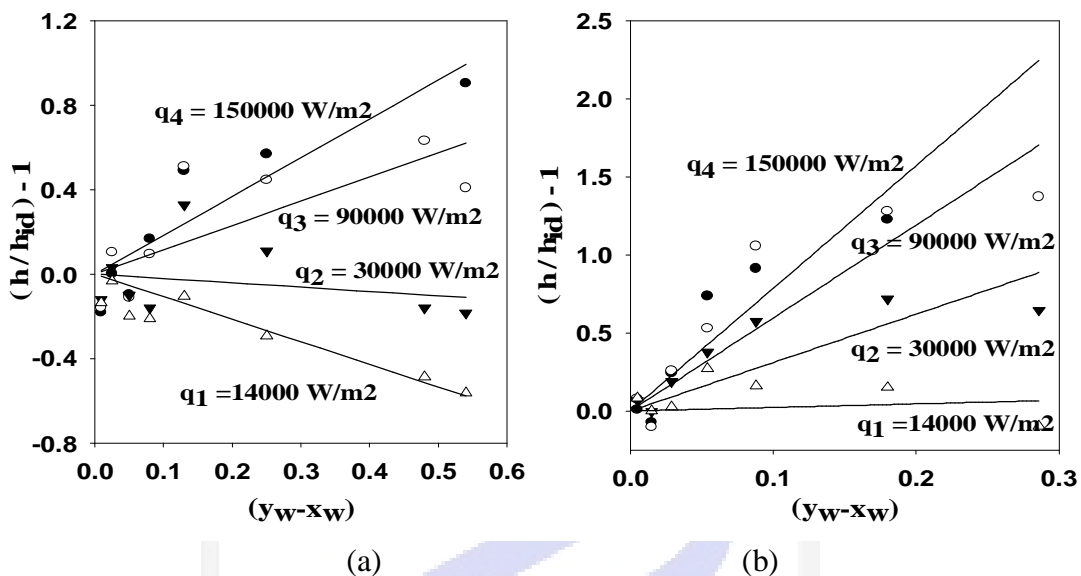 1.2
0.8
0.4
0.0
-0.4
-0.8
(h / hid) - 1
q4 = 150000 W/m2
q3 = 90000 W/m2
q2 = 30000 W/m2
q1 =14000 W/m2
0.0 0.1 0.2 0.3 0.4 0.5 0.6
(yw-xw)
(a)
2.5
2.0
1.5
1.0
0.5
0.0
(h / hid) - 1
q4 = 150000 W/m2
q3 = 90000 W/m2
q2 = 30000 W/m2
q1 =14000 W/m2
0.0 0.1 0.2 0.3
(yw-xw)
(b)